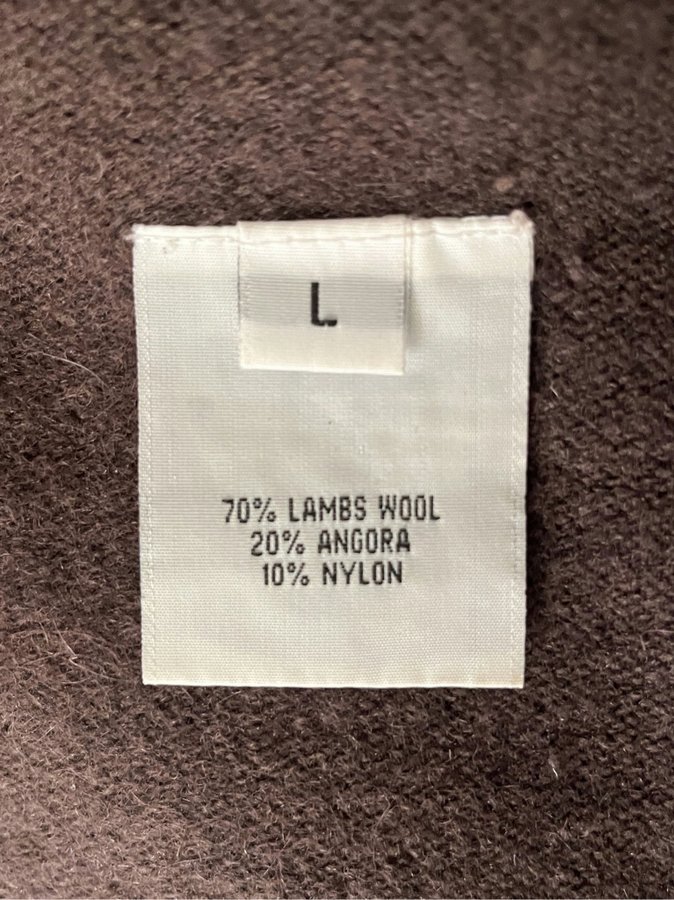 L
70% LAMBS WOOL
20% ANGORA
10% NYLON